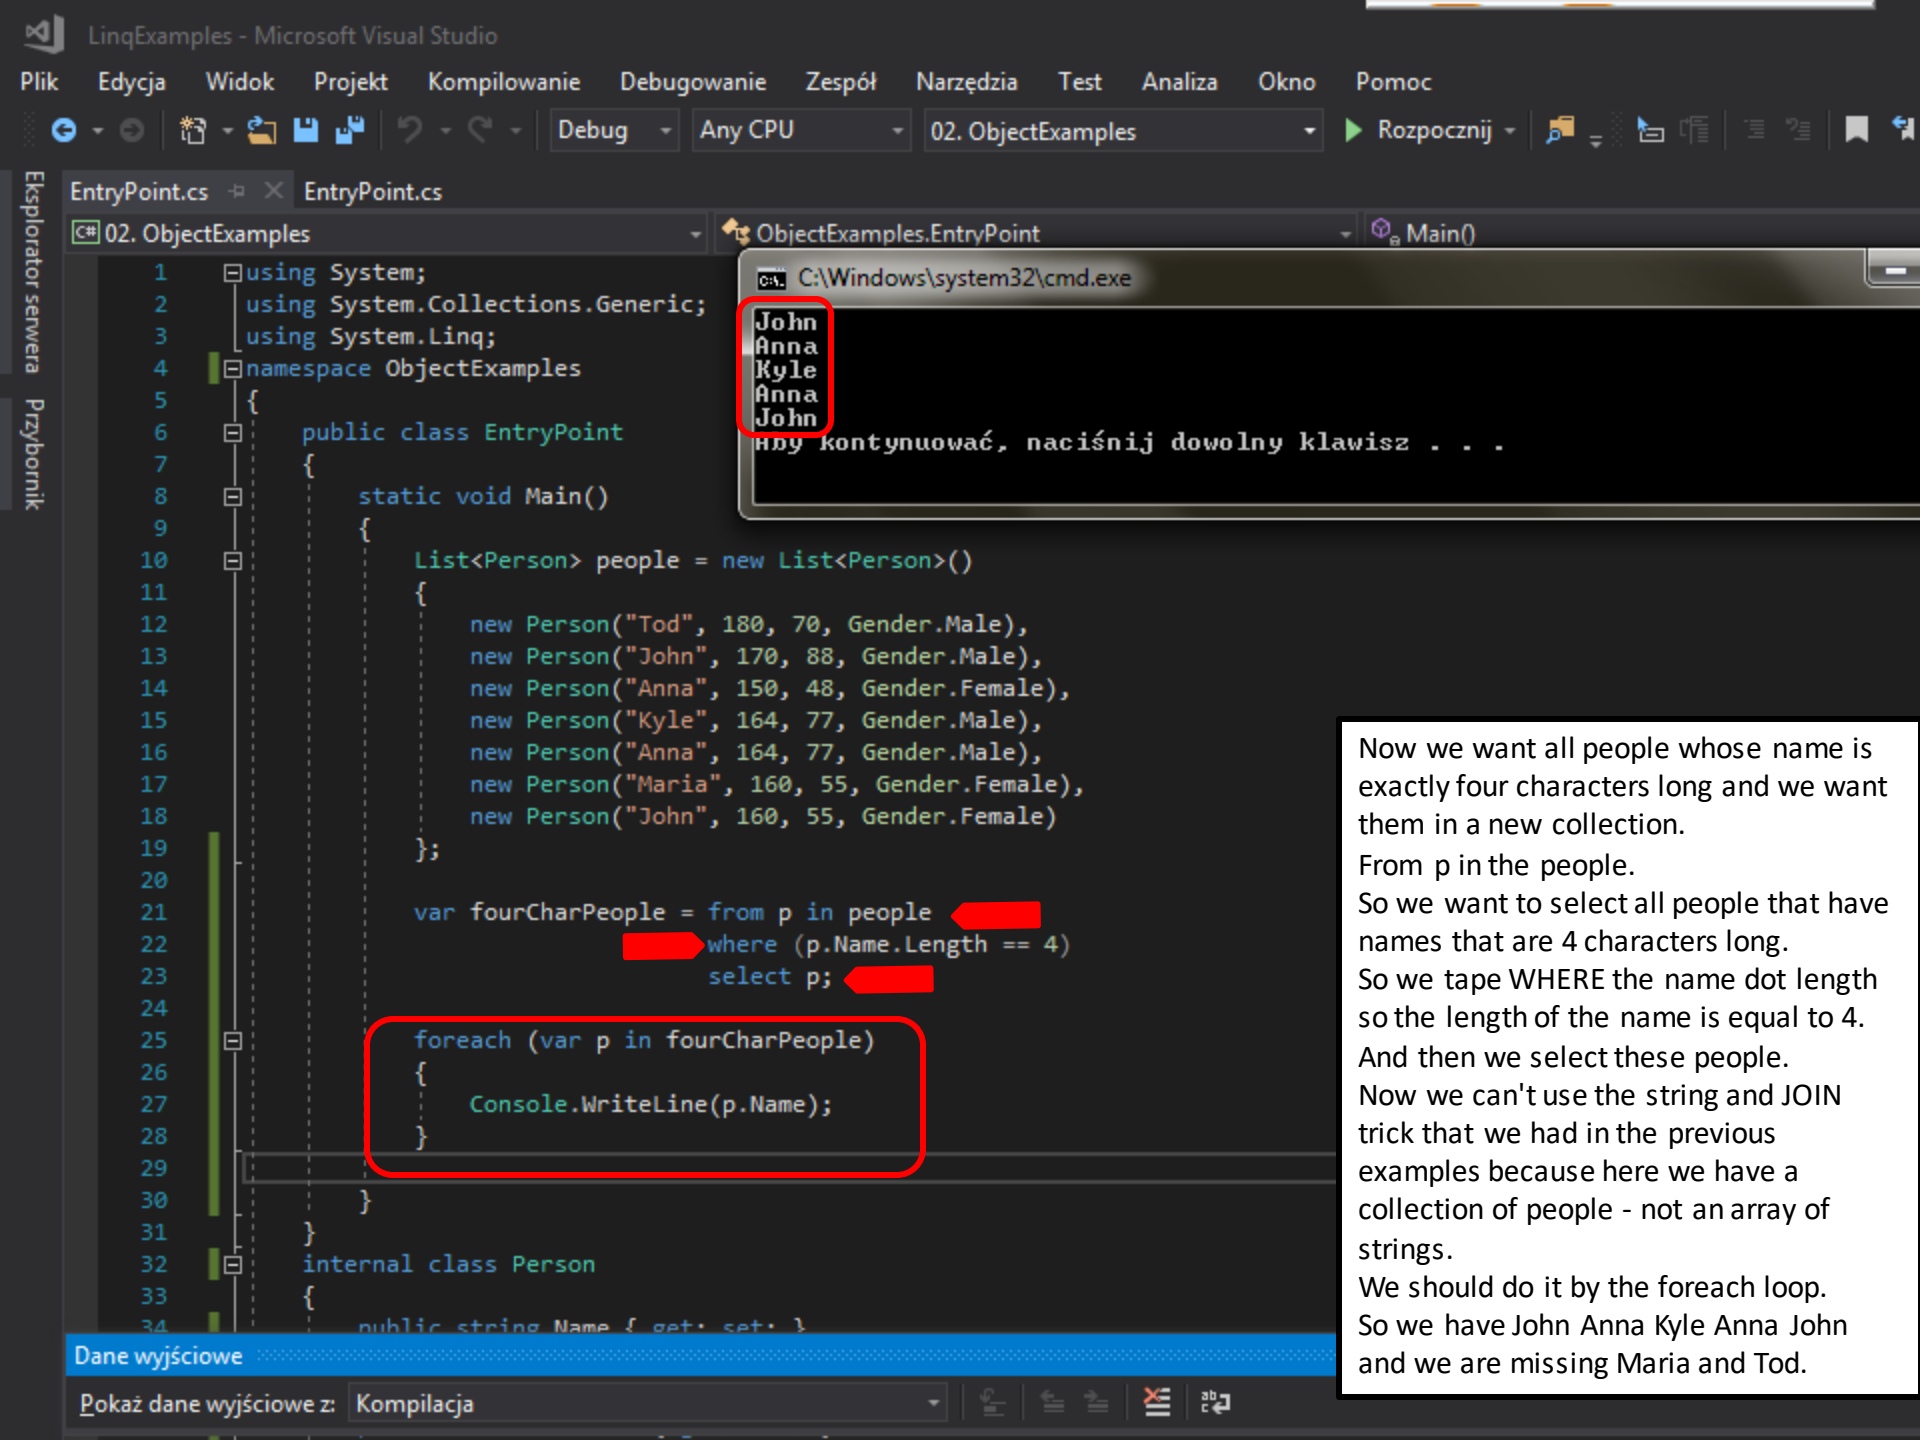 LinqExamples - Microsoft Visual Studio
Plik Edycja Widok Projekt Kompilowanie Debugowanie Zespół Narzędzia Test Analiza Okno Pomoc
Debug Any CPU 02. ObjectExamples Rozpocznij
Eksplorator serwera
Przybornik
EntryPoint.cs EntryPoint.cs
C# 02. ObjectExamples ObjectExamples.EntryPoint Main()
C:\Windows\system32\cmd.exe
John
Anna
Kyle
Anna
John
Aby kontynuować, naciśnij dowolny klawisz . . .
1 using System;
2 using System.Collections.Generic;
3 using System.Linq;
4 namespace ObjectExamples
5 {
6 public class EntryPoint
7 {
8 static void Main()
9 {
10 List<Person> people = new List<Person>()
11 {
12 new Person("Tod", 180, 70, Gender.Male),
13 new Person("John", 170, 88, Gender.Male),
14 new Person("Anna", 150, 48, Gender.Female),
15 new Person("Kyle", 164, 77, Gender.Male),
16 new Person("Anna", 164, 77, Gender.Male),
17 new Person("Maria", 160, 55, Gender.Female),
18 new Person("John", 160, 55, Gender.Female)
19 };
20
21 var fourCharPeople = from p in people
22 where (p.Name.Length == 4)
23 select p;
24
25 foreach (var p in fourCharPeople)
26 {
27 Console.WriteLine(p.Name);
28 }
29
30 }
31 }
32 internal class Person
33 {
34 public string Name { get; set; }
Now we want all people whose name is
exactly four characters long and we want
them in a new collection.
From p in the people.
So we want to select all people that have
names that are 4 characters long.
So we tape WHERE the name dot length
so the length of the name is equal to 4.
And then we select these people.
Now we can't use the string and JOIN
trick that we had in the previous
examples because here we have a
collection of people - not an array of
strings.
We should do it by the foreach loop.
So we have John Anna Kyle Anna John
and we are missing Maria and Tod.
Dane wyjściowe
Pokaż dane wyjściowe z: Kompilacja